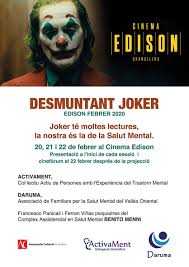 CINEMA
EDISON
GRANOLLERS
DESMUNTANT JOKER
EDISON FEBRER 2020
Joker té moltes lectures,
la nostra és la de la Salut Mental.
20, 21 i 22 de febrer al Cinema Edison
Presentació a l'inici de cada sessió i
cinefòrum el 22 febrer després de la projecció
ACTIVAMENT,
Col·lectiu Actu de Persones amb l'Experiència del Trastorn Mental
DARUMA,
Associació de Familiars per la Salut Mental del Vallès Oriental
Francesco Panicali i Ferran Viñas psiquiatres del
Complex Assistencial en Salut Mental BENITO MENNI
Associació Cultural
ActivaMent
Daruma